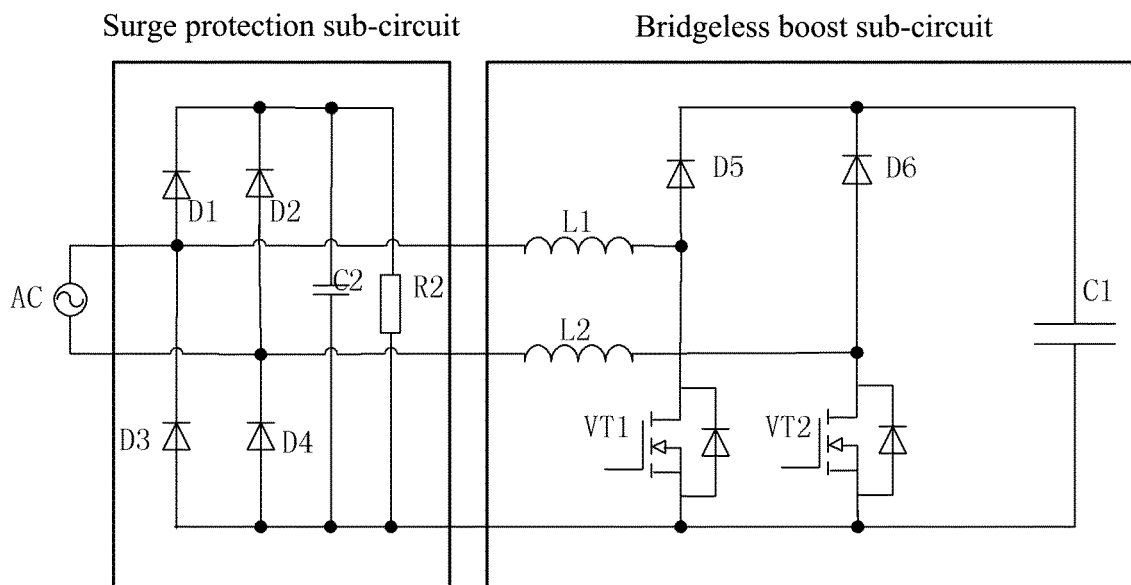 Surge protection sub-circuit
Bridgeless boost sub-circuit
D1
D2
D5
D6
L1
AC
C2
R2
C1
L2
D3
D4
VT1
VT2